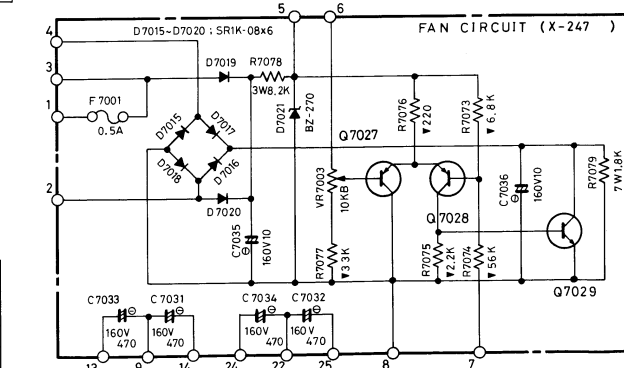 5 6
FAN CIRCUIT (X-247 )
4 D7015~D7020 ; SR1K-08x6
3 D7019 R7078
3W8.2K
1 F7001
0.5A
D7015
D7017
D7018
D7016
D7021
BZ-270
R7076
▼220
R7073
▼6.8K
Q7027
VR7003
10KB
Q7028
C7036
160V10
R7079
7W1.8K
2
D7020
C7035
160V10
R7077
▼3.3K
R7075
▼2.2K
R7074
▼56K
Q7029
C7033 C7031 C7034 C7032
160V 160V 160V 160V
470 470 470 470
13 9 14 24 22 25 8 7